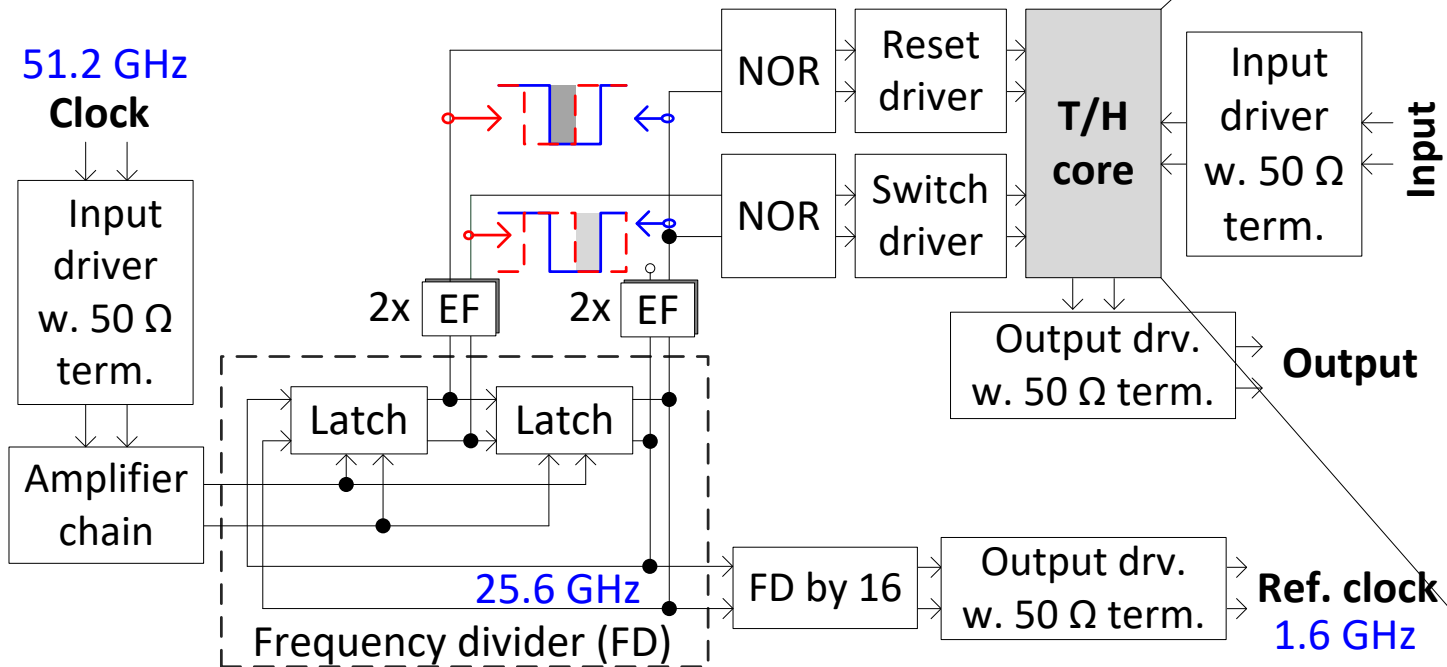 51.2 GHz
Clock
Input
driver
w. 50 Ω
term.
Amplifier
chain
2x
EF
2x
EF
Latch
Latch
25.6 GHz
Frequency divider (FD)
NOR
Reset
driver
NOR
Switch
driver
T/H
core
Input
driver
w. 50 Ω
term.
Input
Output drv.
w. 50 Ω term.
Output
FD by 16
Output drv.
w. 50 Ω term.
Ref. clock
1.6 GHz